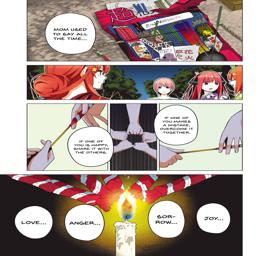 MOM USED
TO SAY ALL
THE TIME...
IF ONE OF
YOU MAKES
A MISTAKE,
OVERCOME IT
TOGETHER.
IF ONE OF
YOU IS HAPPY,
SHARE IT WITH
THE OTHERS.
LOVE...
ANGER...
SOR-
ROW...
JOY...